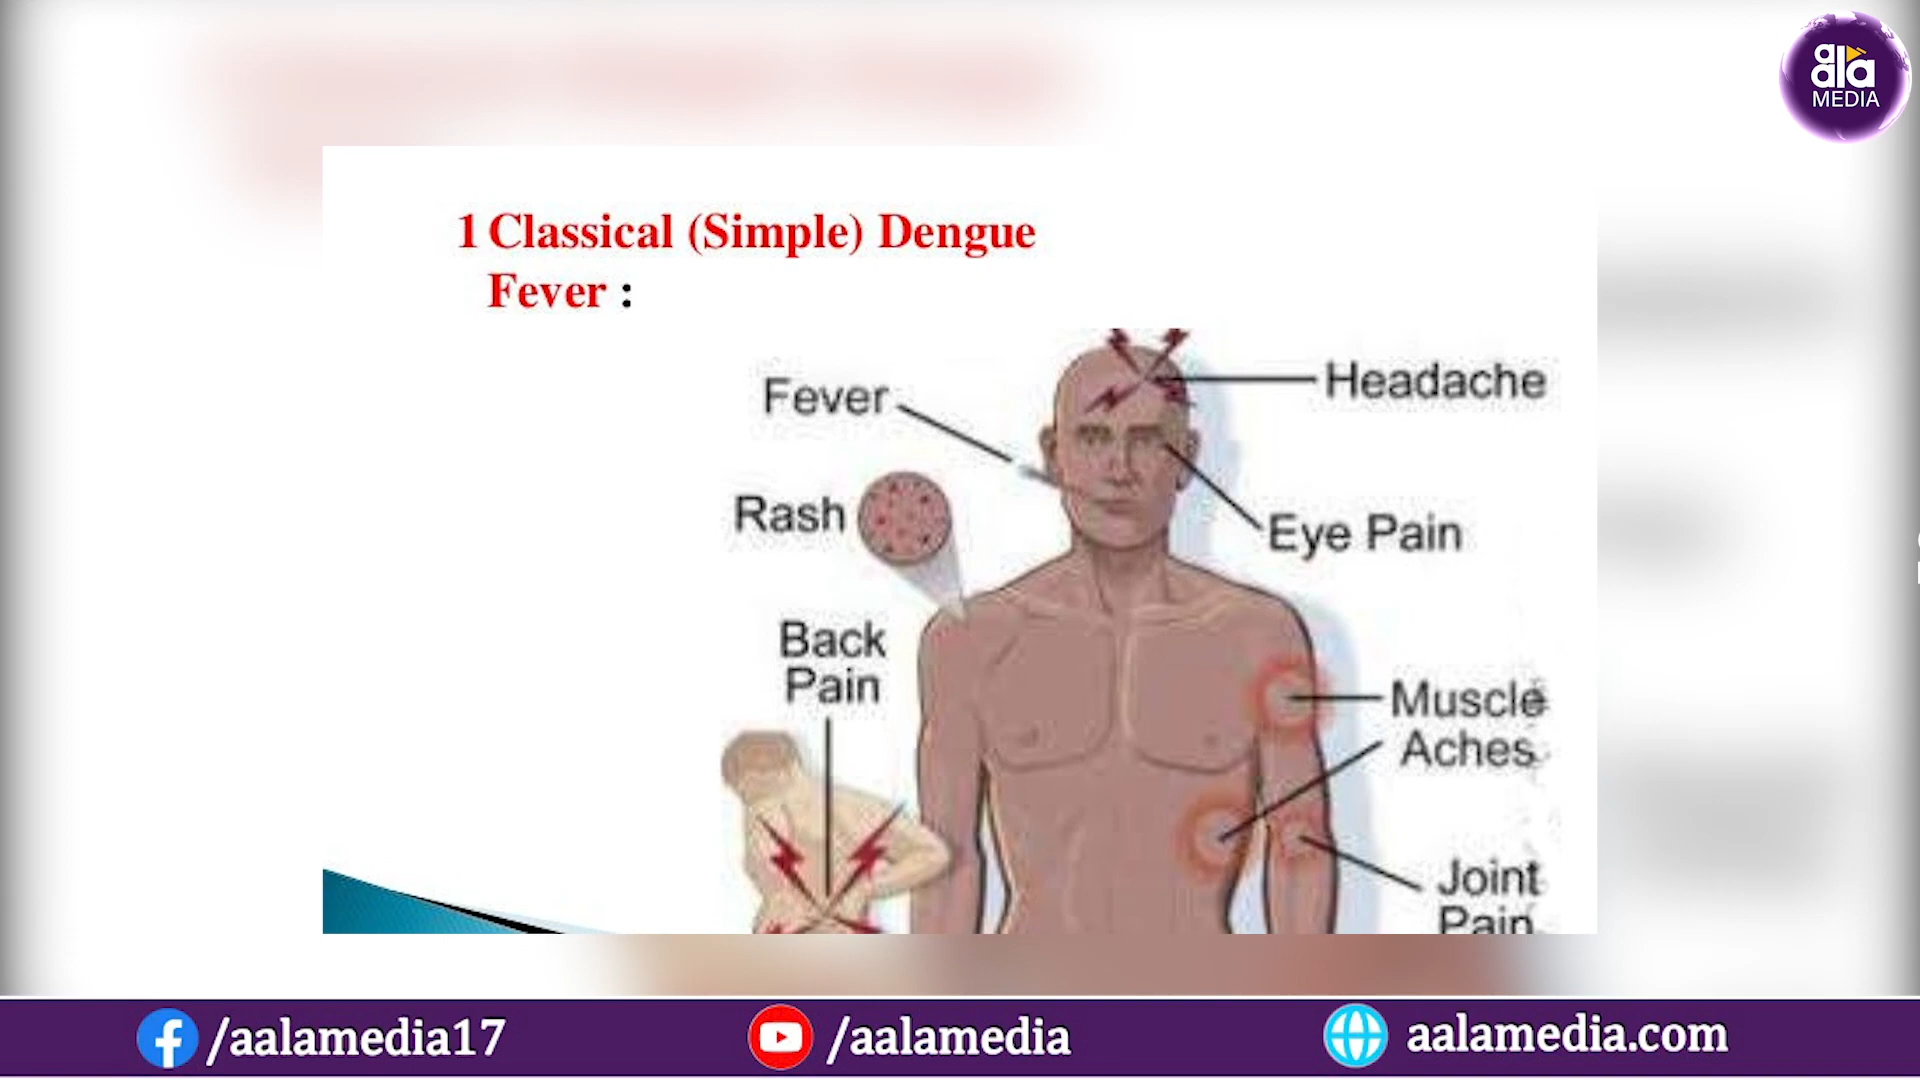 aala
MEDIA
1 Classical (Simple) Dengue
Fever :
Fever
Headache
Rash
Eye Pain
Back
Pain
Muscle
Aches
Joint
Pain
/aalamedia17
/aalamedia
aalamedia.com